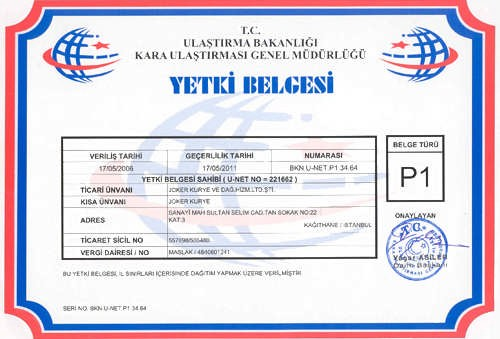 T.C.
ULAŞTIRMA BAKANLIĞI
KARA ULAŞTIRMASI GENEL MÜDÜRLÜĞÜ
YETKİ BELGESİ
BELGE TÜRÜ
P1
VERİLİŞ TARİHİ GEÇERLİLİK TARİHİ NUMARASI
17/05/2006 17/05/2011 BKN.U-NET.P1.34.64
YETKİ BELGESİ SAHİBİ ( U-NET NO = 221662 )
TİCARİ ÜNVANI JOKER KURYE VE DAĞ.HİZM.LTD.ŞTİ.
KISA ÜNVANI JOKER KURYE
ADRES SANAYİ MAH SULTAN SELİM CAD.TAN SOKAK NO:22
KAT:3
KAĞITHANE / İSTANBUL
TİCARET SİCİL NO
VERGİ DAİRESİ / NO MASLAK / 4840601241
ONAYLAYAN
T.C.
Yaşar ASİLER
Daire Başkanı
BU YETKİ BELGESİ, İL SINIRLARI İÇERİSİNDE DAĞITIM YAPMAK ÜZERE VERİLMİŞTİR
SERİ NO: BKN U-NET P1 34.64